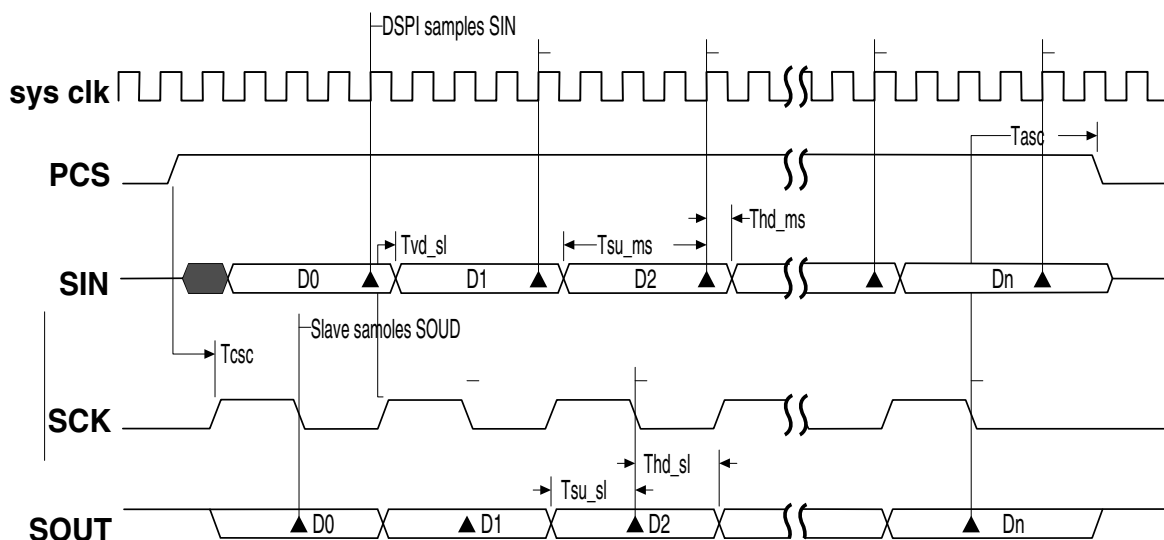 DSPI samples SIN
sys clk
Tasc
PCS
Thd_ms
Tvd_sl
Tsu_ms
SIN
D0
D1
D2
Dn
Slave samoles SOUD
Tcsc
SCK
Thd_sl
Tsu_sl
SOUT
D0
D1
D2
Dn